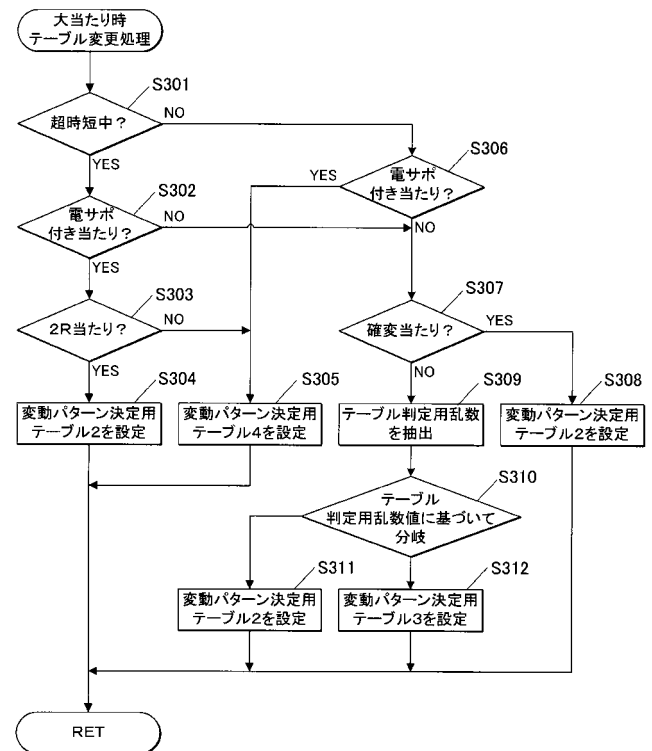 大当たり時
テーブル変更処理
S301
超時短中？
NO
YES
S306
電サポ
付き当たり？
YES
NO
S302
電サポ
付き当たり？
NO
YES
S303
2R当たり？
NO
YES
S307
確変当たり？
YES
NO
S304
変動パターン決定用
テーブル2を設定
S305
変動パターン決定用
テーブル4を設定
S309
テーブル判定用乱数
を抽出
S308
変動パターン決定用
テーブル2を設定
S310
テーブル
判定用乱数値に基づいて
分岐
S311
変動パターン決定用
テーブル2を設定
S312
変動パターン決定用
テーブル3を設定
RET